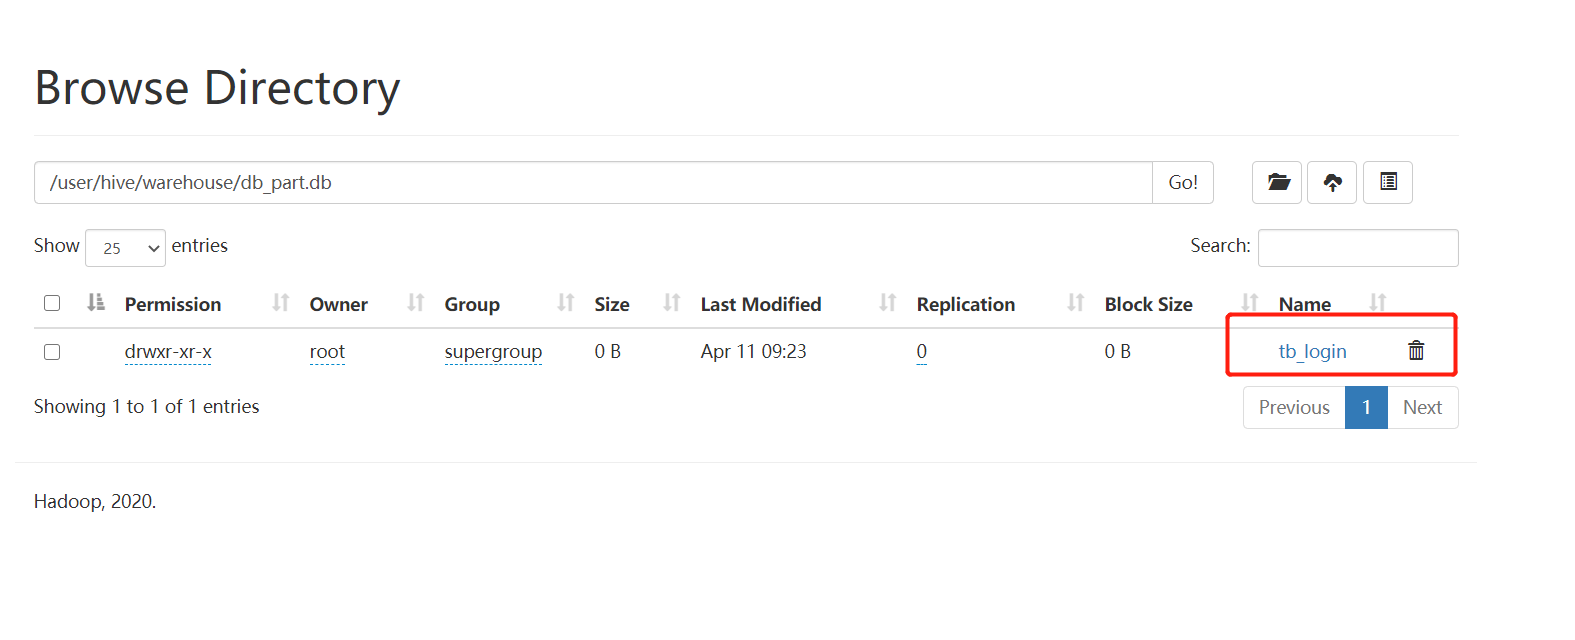 Browse Directory
/user/hive/warehouse/db_part.db Go!
Show 25 entries Search:
Permission Owner Group Size Last Modified Replication Block Size Name
drwxr-xr-x root supergroup 0 B Apr 11 09:23 0 0 B tb_login
Showing 1 to 1 of 1 entries Previous 1 Next
Hadoop, 2020.